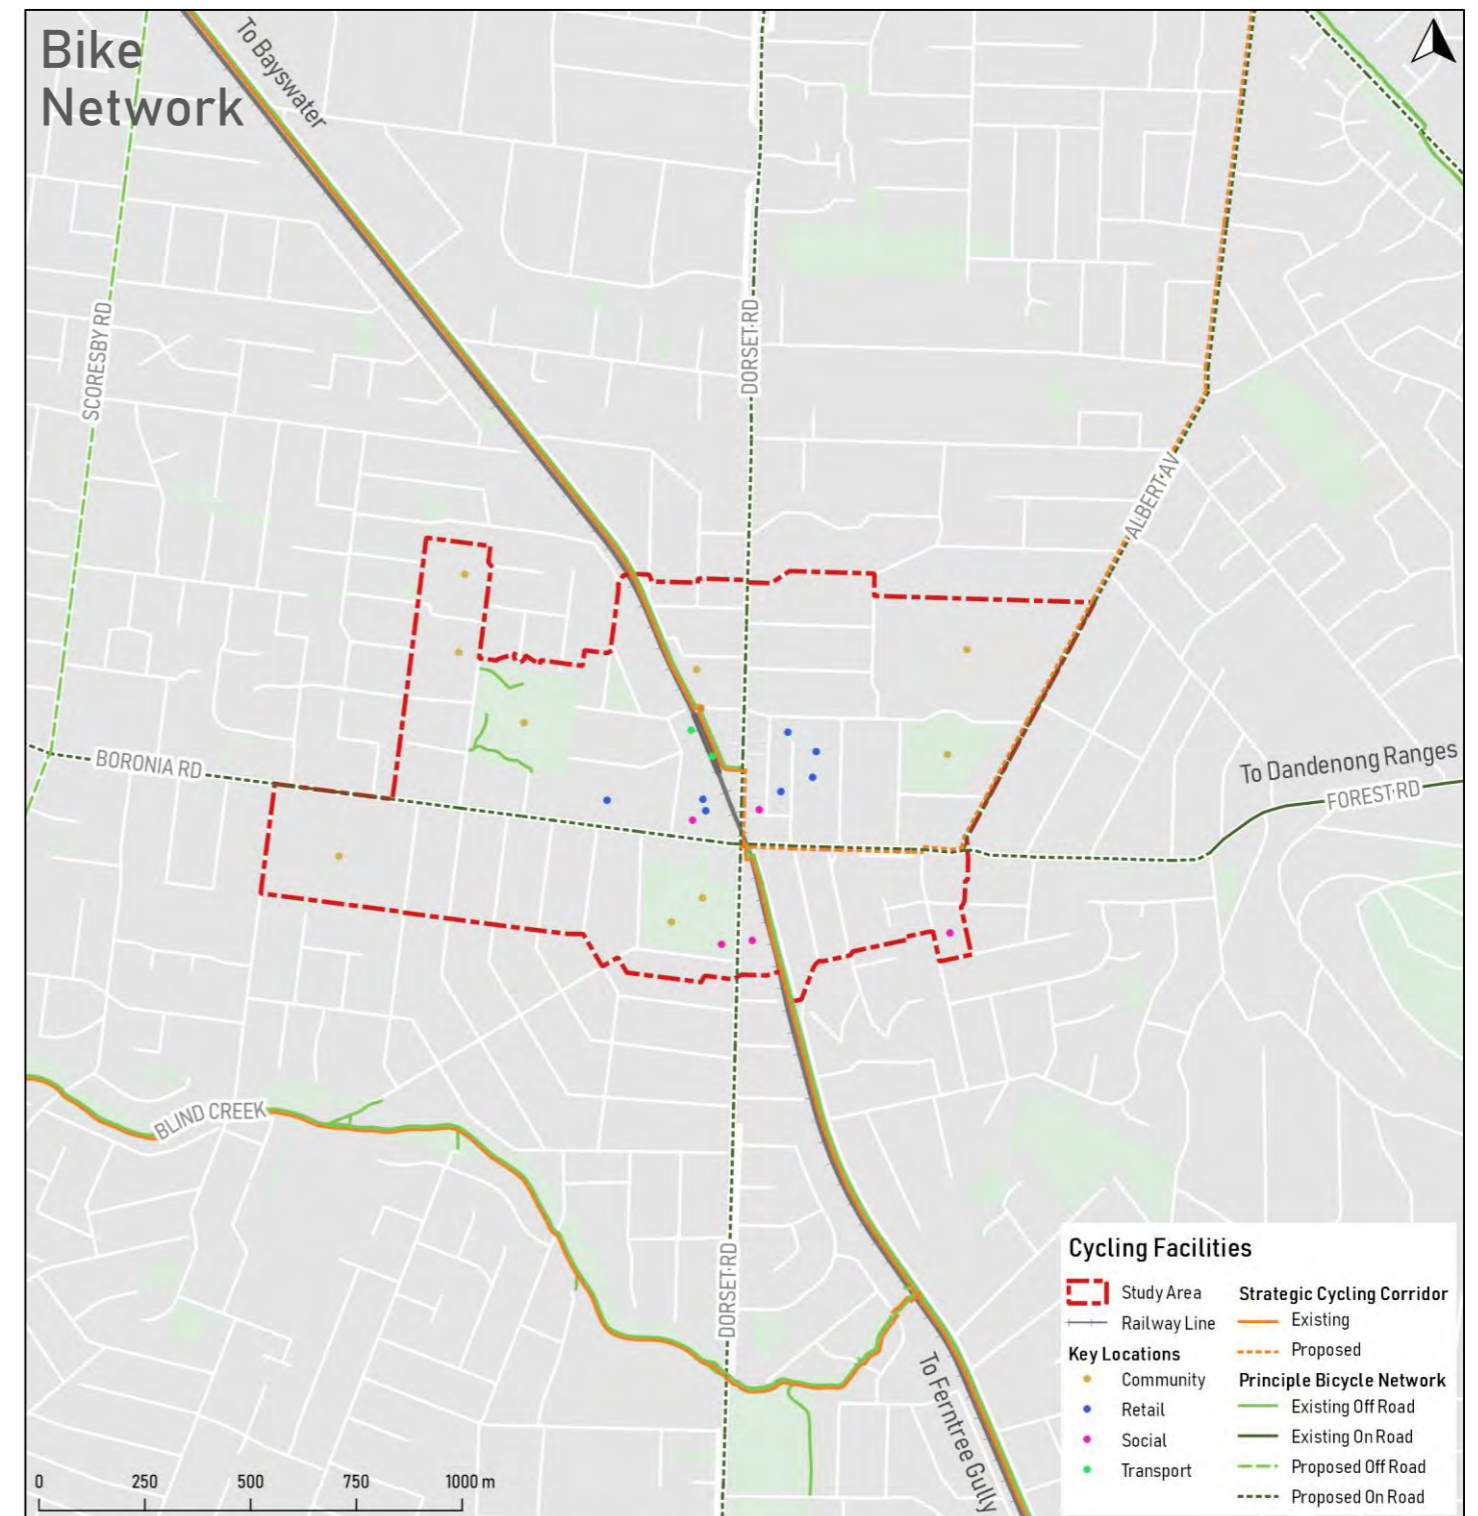 Bike
Network
To Bayswater
SCORESBY RD
DORSET RD
ALBERT AV
BORONIA RD
To Dandenong Ranges
FOREST RD
BLIND CREEK
DORSET RD
To Ferntree Gully
0 250 500 750 1000 m
Cycling Facilities
Study Area
Railway Line
Key Locations
Community
Retail
Social
Transport
Strategic Cycling Corridor
Existing
Proposed
Principle Bicycle Network
Existing Off Road
Existing On Road
Proposed Off Road
Proposed On Road